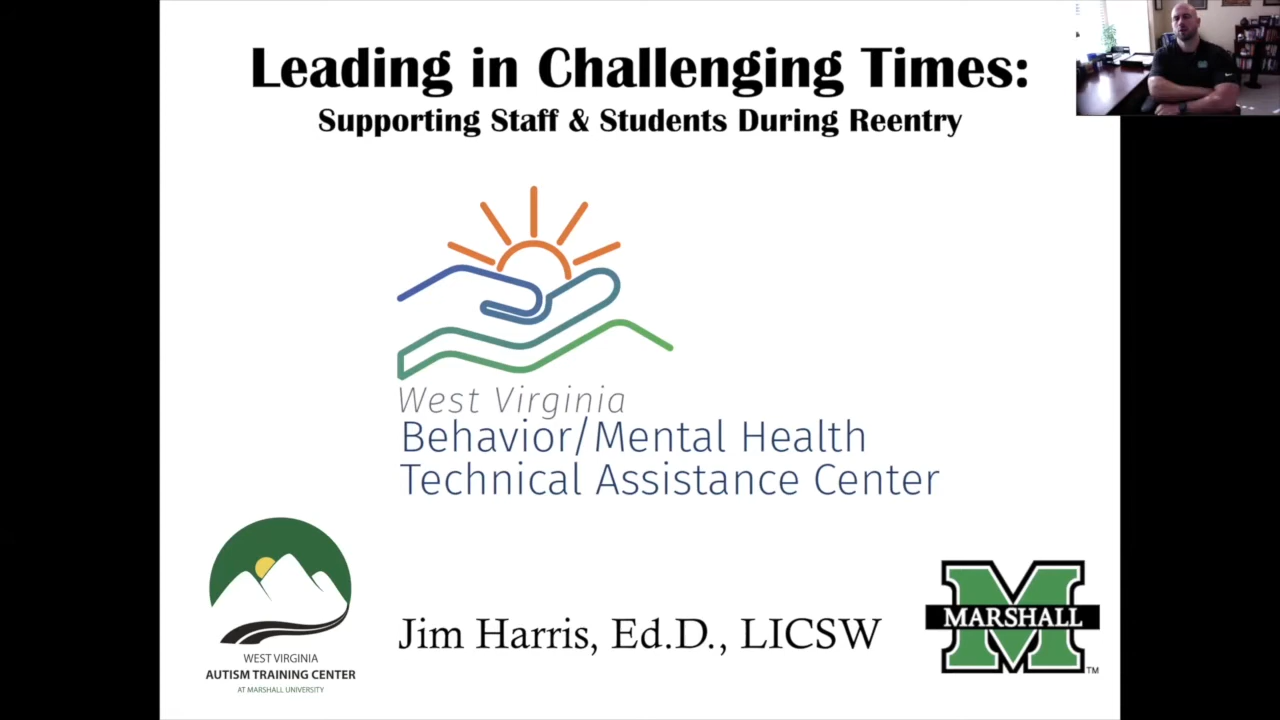 Leading in Challenging Times:
Supporting Staff & Students During Reentry
West Virginia
Behavior/Mental Health
Technical Assistance Center
WEST VIRGINIA
AUTISM TRAINING CENTER
AT MARSHALL UNIVERSITY
Jim Harris, Ed.D., LICSW
MARSHALL
TM